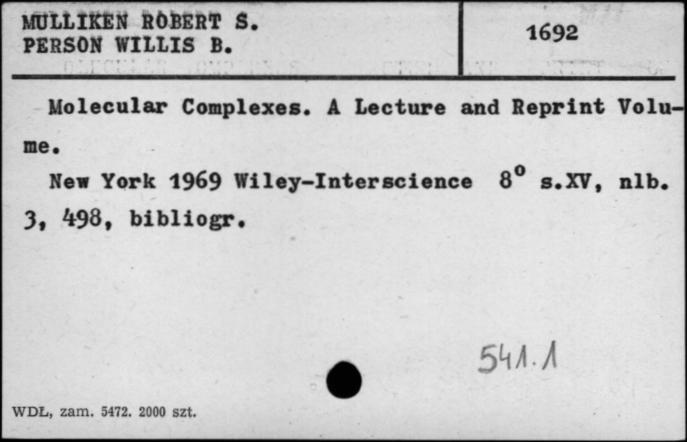 MULLIKEN ROBERT S.
PERSON WILLIS B.
1692
Molecular Complexes. A Lecture and Reprint Volu-
me.
New York 1969 Wiley-Interscience 8° s.XV, nlb.
3, 498, bibliogr.
541.1
WDL, zam. 5472. 2000 szt.